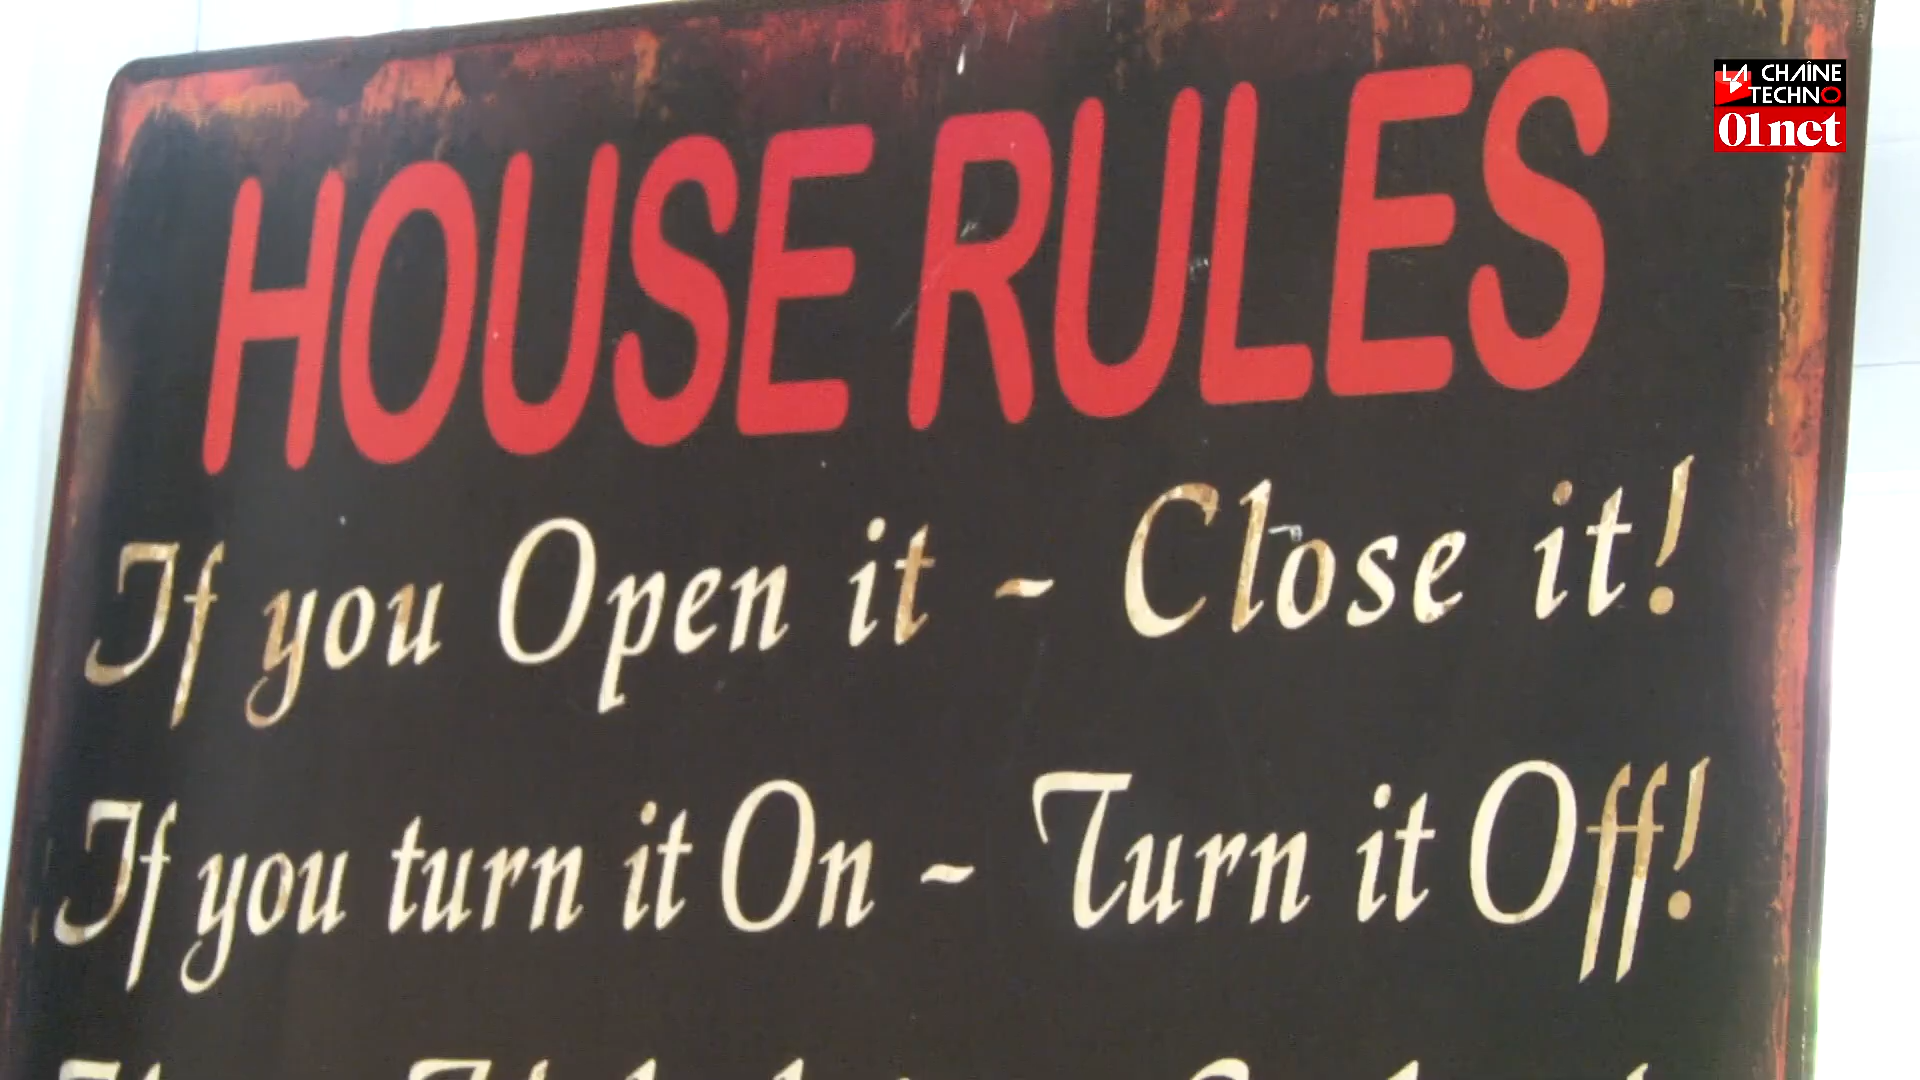 HOUSE RULES
If you Open it ~ Close it!
If you turn it On ~ Turn it Off!
LA CHAÎNE
TECHNO
01net